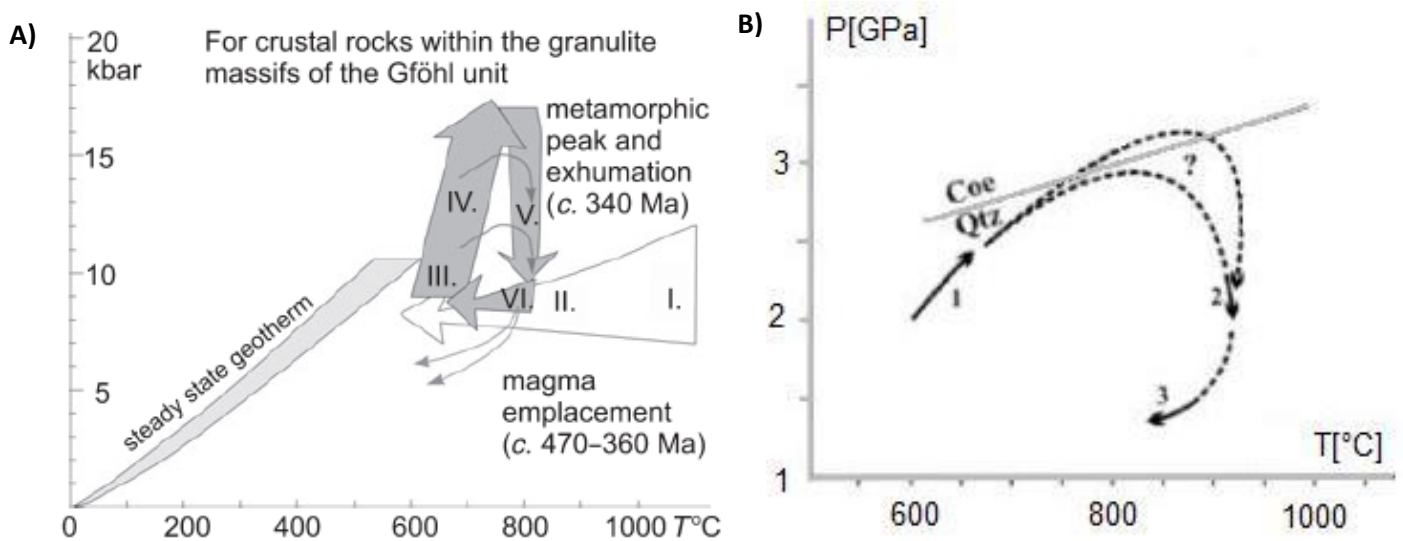 A)
20
kbar
For crustal rocks within the granulite
massifs of the Gföhl unit
metamorphic
peak and
exhumation
(c. 340 Ma)
15
IV.
V.
10
III.
VI.
II.
I.
steady state geotherm
5
magma
emplacement
(c. 470–360 Ma)
0
200
400
600
800
1000
T°C
B)
P[GPa]
3
Coe
Qtz
?
1
2
2
3
T[°C]
1
600
800
1000